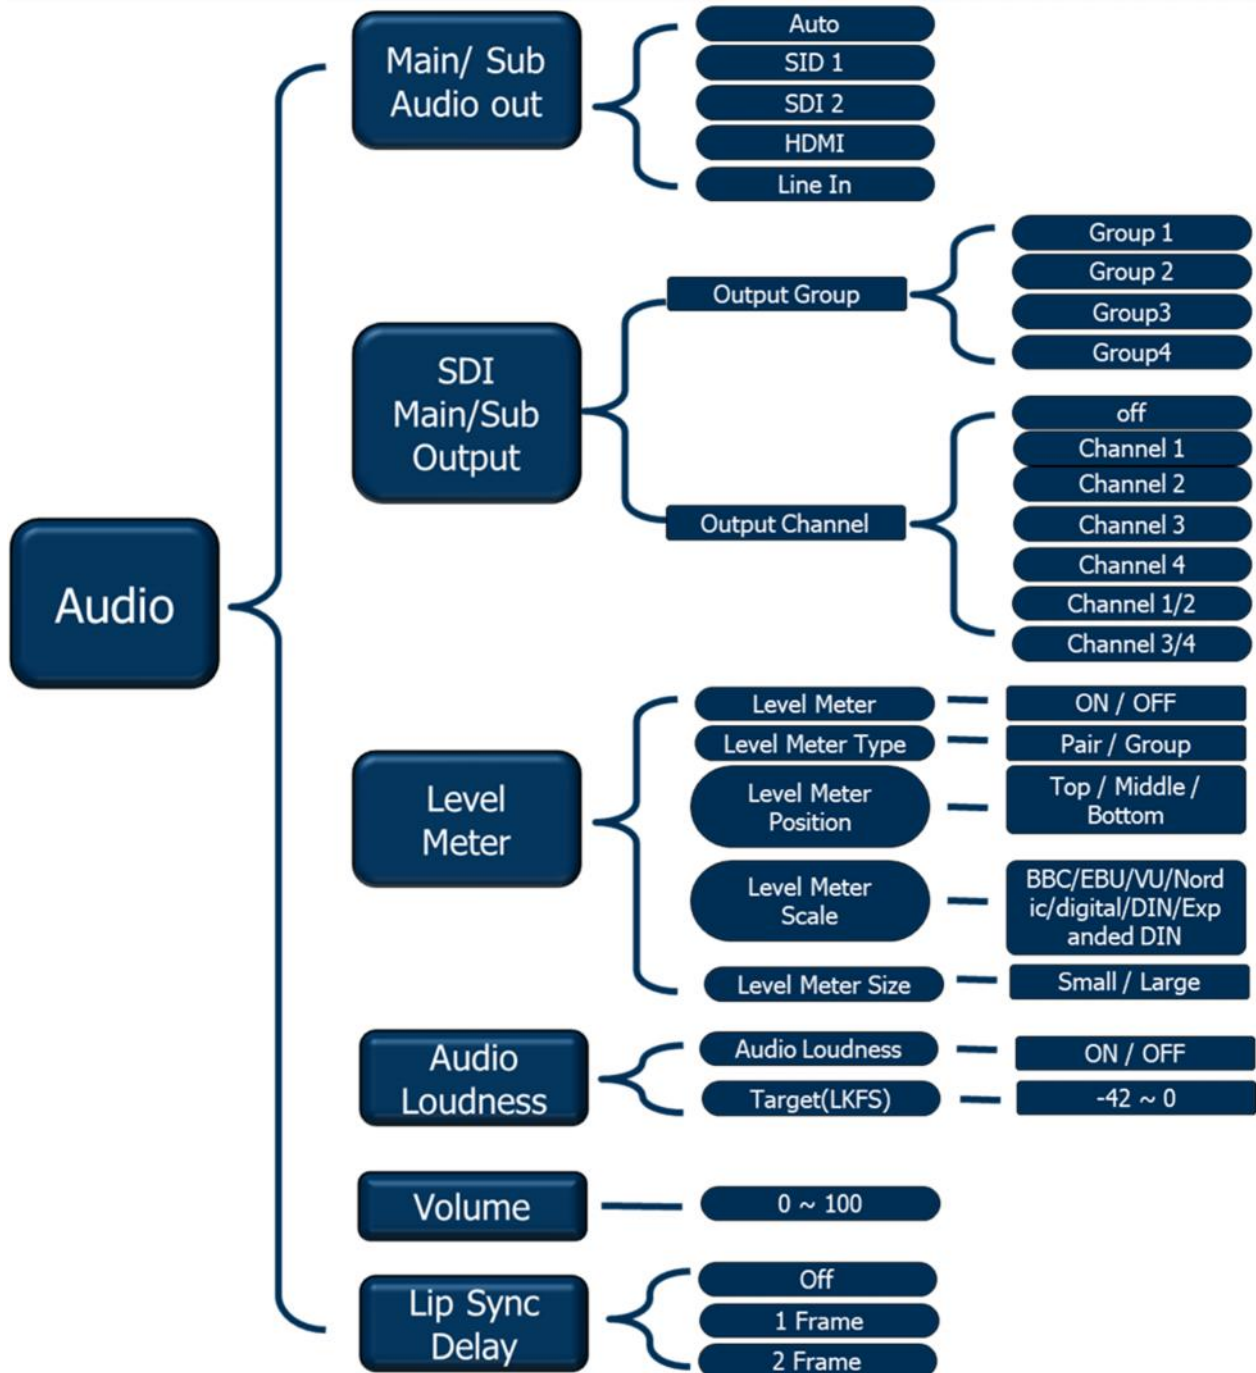 Audio
Main/ Sub
Audio out
Auto
SID 1
SDI 2
HDMI
Line In
SDI
Main/Sub
Output
Output Group
Group 1
Group 2
Group3
Group4
Output Channel
off
Channel 1
Channel 2
Channel 3
Channel 4
Channel 1/2
Channel 3/4
Level
Meter
Level Meter
ON / OFF
Level Meter Type
Pair / Group
Level Meter
Position
Top / Middle /
Bottom
Level Meter
Scale
BBC/EBU/VU/Nord
ic/digital/DIN/Exp
anded DIN
Level Meter Size
Small / Large
Audio
Loudness
Audio Loudness
ON / OFF
Target(LKFS)
-42 ~ 0
Volume
0 ~ 100
Lip Sync
Delay
Off
1 Frame
2 Frame